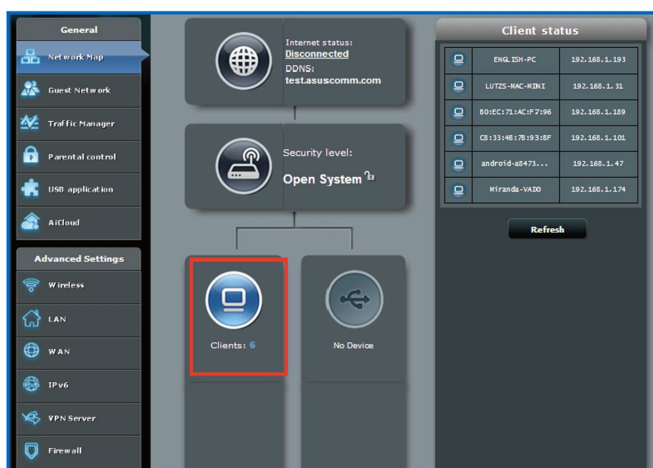 General
Network Map
Guest Network
Traffic Manager
Parental control
USB application
AiCloud
Advanced Settings
Wireless
LAN
WAN
IPv6
VPN Server
Firewall
Internet status:
Disconnected
DDNS:
test.asuscomm.com
Security level:
Open System
Clients: 6
No Device
Client status
ENGLISH-PC 192.168.1.193
LUTZS-MAC-MINI 192.168.1.31
80:EC:71:AC:F7:96 192.168.1.189
C8:33:4B:78:93:8F 192.168.1.101
android-a8473... 192.168.1.47
Miranda-VAIO 192.168.1.174
Refresh